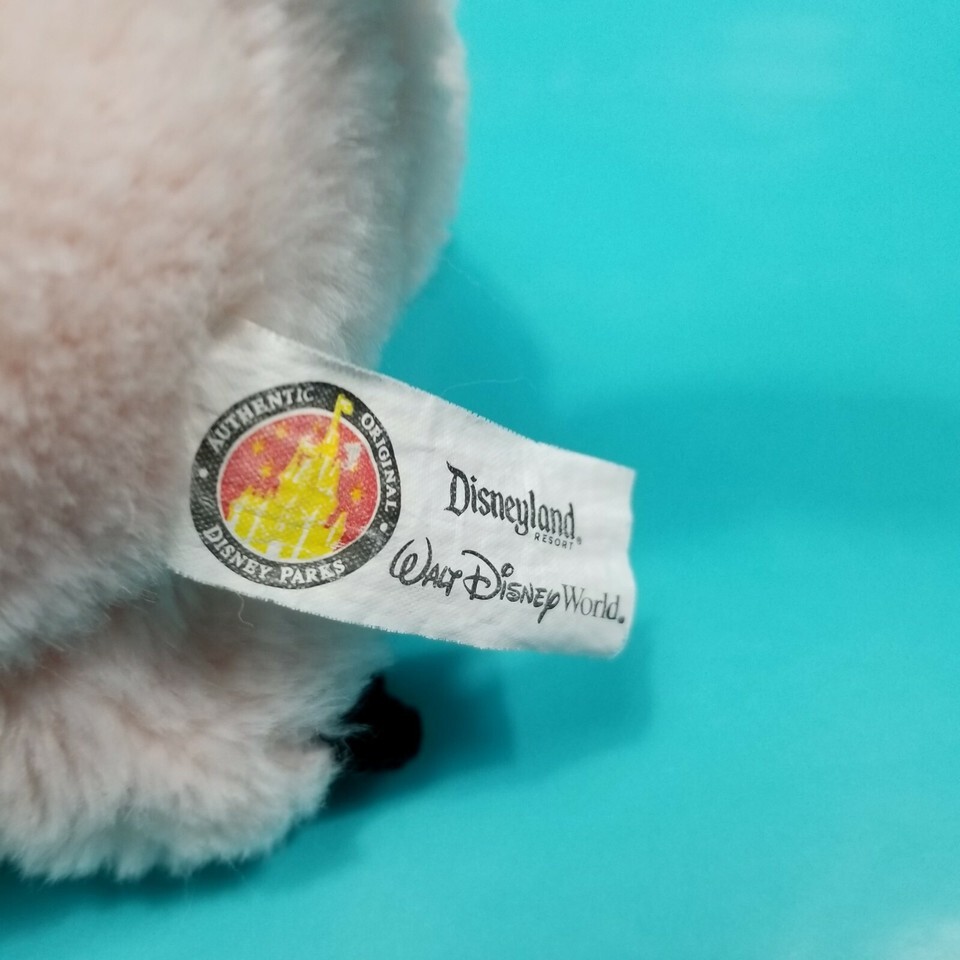 AUTHENTIC ORIGINAL
DISNEY PARKS
Disneyland®
RESORT
WALT DISNEY World®